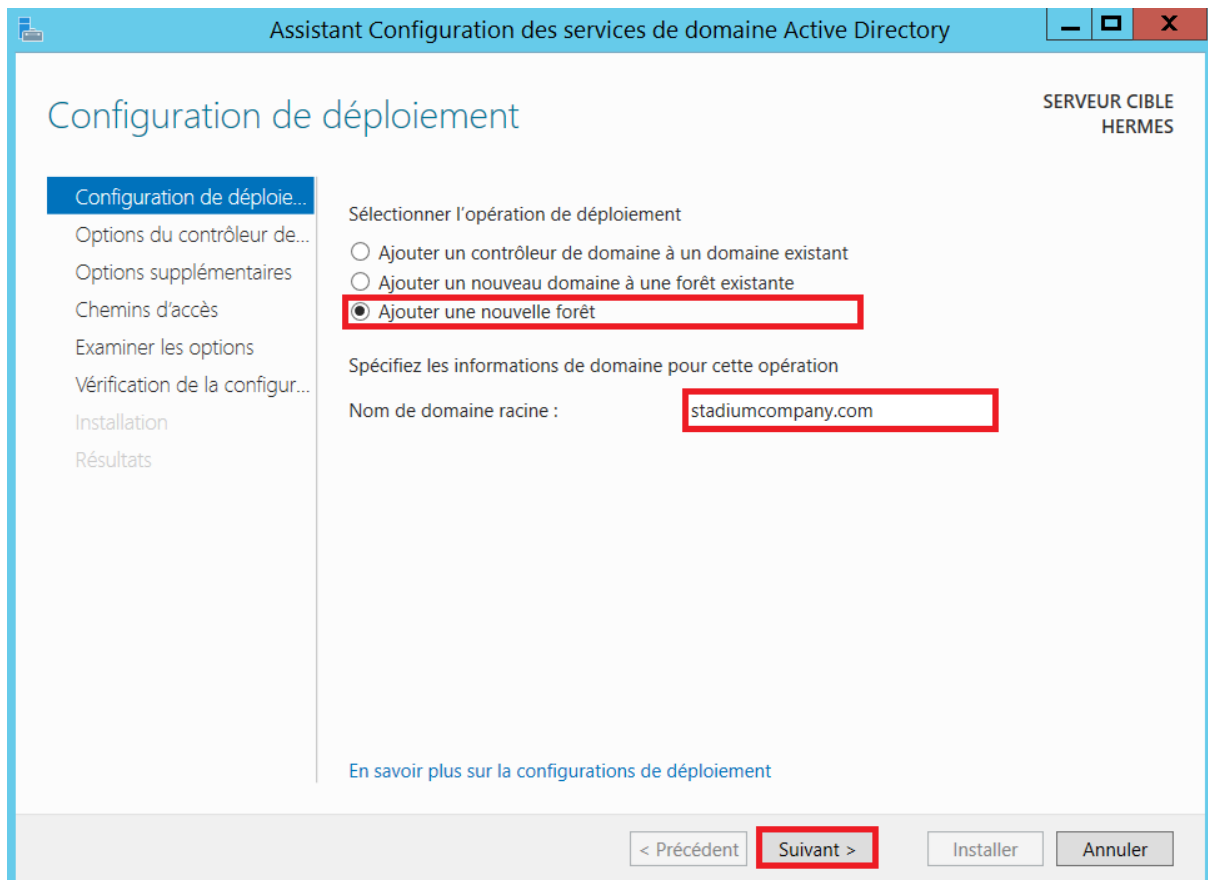 Assistant Configuration des services de domaine Active Directory
Configuration de déploiement
SERVEUR CIBLE
HERMES
Configuration de déploie...
Options du contrôleur de...
Options supplémentaires
Chemins d'accès
Examiner les options
Vérification de la configur...
Installation
Résultats
Sélectionner l'opération de déploiement
Ajouter un contrôleur de domaine à un domaine existant
Ajouter un nouveau domaine à une forêt existante
Ajouter une nouvelle forêt
Spécifiez les informations de domaine pour cette opération
Nom de domaine racine : stadiumcompany.com
En savoir plus sur la configurations de déploiement
< Précédent Suivant > Installer Annuler